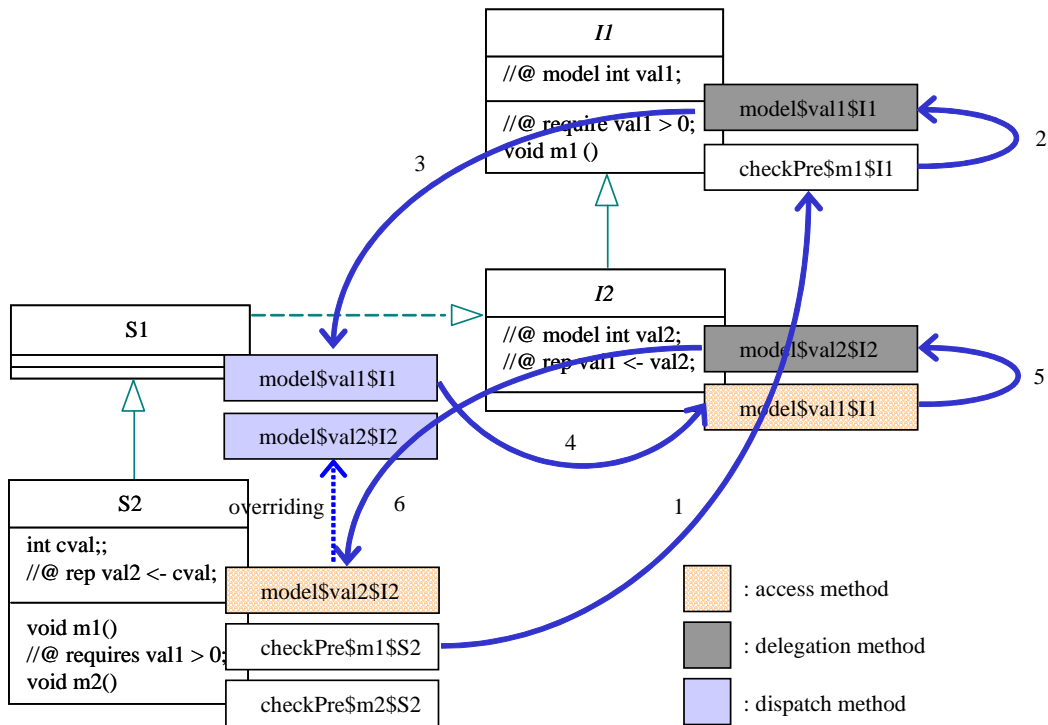 I1
//@ model int val1;
//@ require val1 > 0;
void m1 ()
model$val1$I1
checkPre$m1$I1
2
3
I2
//@ model int val2;
//@ rep val1 <- val2;
model$val2$I2
model$val1$I1
5
S1
model$val1$I1
model$val2$I2
4
overriding
6
1
S2
int cval;;
//@ rep val2 <- cval;
void m1()
//@ requires val1 > 0;
void m2()
model$val2$I2
checkPre$m1$S2
checkPre$m2$S2
: access method
: delegation method
: dispatch method